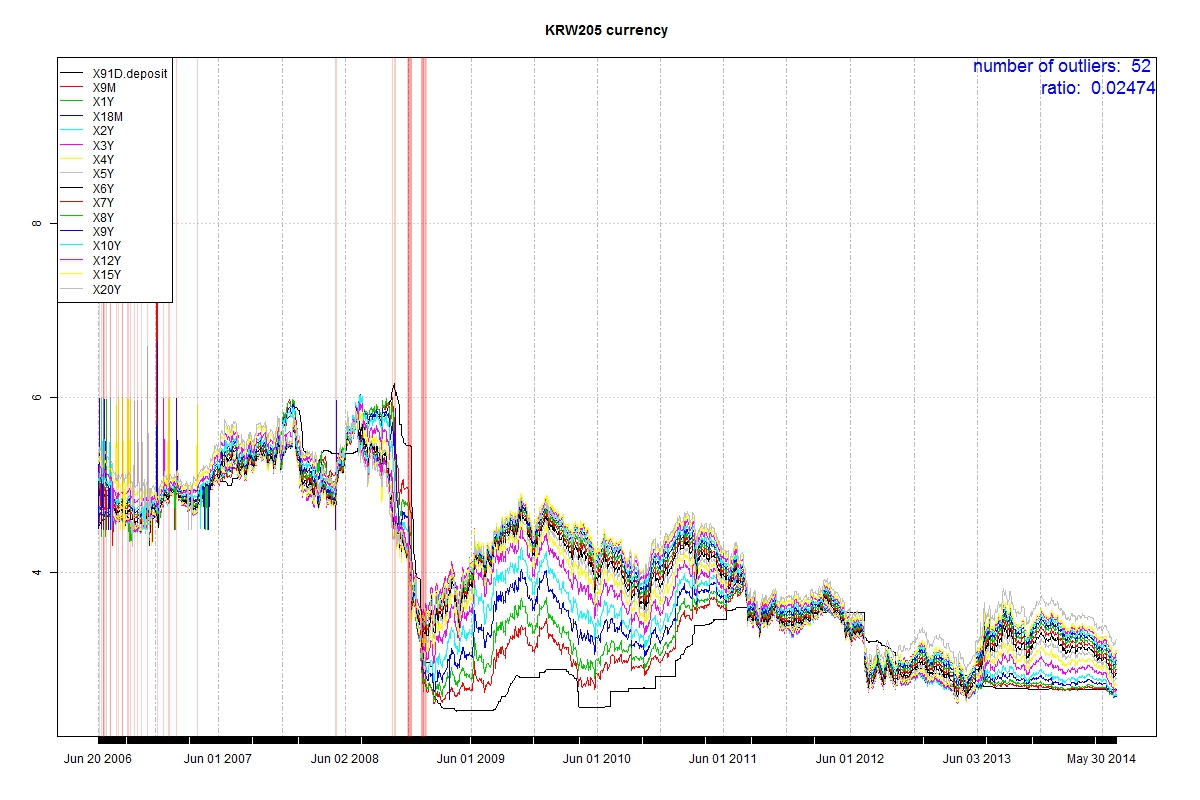 KRW205 currency
number of outliers: 52
ratio: 0.02474
X91D.deposit
X9M
X1Y
X18M
X2Y
X3Y
X4Y
X5Y
X6Y
X7Y
X8Y
X9Y
X10Y
X12Y
X15Y
X20Y
8
6
4
Jun 20 2006
Jun 01 2007
Jun 02 2008
Jun 01 2009
Jun 01 2010
Jun 01 2011
Jun 01 2012
Jun 03 2013
May 30 2014